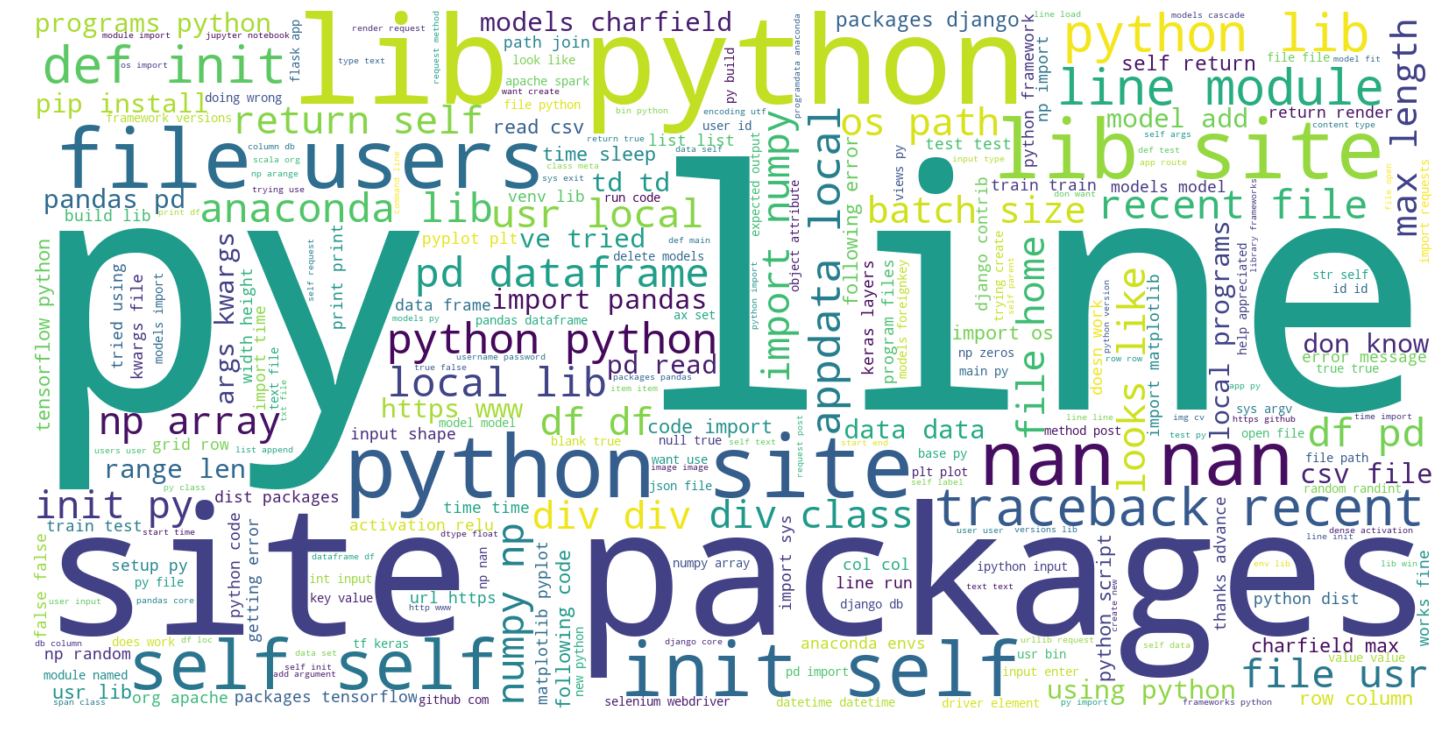 programs python
module import
jupyter notebook
os import
def init
flask app
render request
type text
lib python
models charfield
path join
look like
apache spark
want create
file python
request method
py build
bin python
programdata anaconda
encoding utf
packages django
line load
models cascade
python lib
file file
model fit
max length
pip install
doing wrong
framework versions
return self
read csv
return true
list list
user id
np import
python framework
self return
line module
os path
model add
return render
content type
self args
def test
app route
file users
column db
scala org
np arange
trying use
time sleep
class meta
sys exit
data self
import numpy
expected output
object attribute
appdata local
following error
views py
test test
input type
lib site
don want
file open
import requests
pandas pd
build lib
print df
anaconda lib
command line
usr local
td td
run code
venv lib
train train
models model
batch size
recent file
django contrib
trying create
self parent
py line
tensorflow python
tried using
kwargs file
models import
args kwargs
width height
import time
text file
txt file
self request
print print
pyplot plt
ve tried
def main
delete models
pd dataframe
data frame
import pandas
models py
pandas dataframe
ax set
python python
username password
true false
pd read
item item
packages pandas
local lib
python import
keras layers
program files
models foreignkey
import os
np zeros
main py
file home
doesn work
python version
row row
looks like
import matplotlib
local programs
help appreciated
library frameworks
str self
id id
don know
error message
true true
app py
np array
grid row
users user
list append
range len
py class
https www
model model
input shape
df df
code import
blank true
null true
self text
want use
image image
json file
request post
start end
data data
base py
plt plot
self label
line line
method post
img cv
test py
sys argv
https github
open file
time import
df pd
file path
csv file
random randint
python site
nan nan
init py
dist packages
train test
start time
time time
activation relu
dtype float
div div
div class
traceback recent
user user
versions lib
dense activation
line init
site packages
false false
setup py
py file
user input
pandas core
python code
getting error
dataframe df
int input
key value
np nan
url https
http www
numpy np
matplotlib pyplot
following code
new python
numpy array
import sys
col col
line run
django db
ipython input
text text
python script
create new
thanks advance
env lib
lib win
python dist
works fine
db column
does work
df loc
np random
module named
usr lib
span class
org apache
self self
data set
self init
add argument
tf keras
packages tensorflow
github com
django core
init self
selenium webdriver
pd import
anaconda envs
datetime datetime
urllib request
usr bin
input enter
driver element
self data
using python
py import
frameworks python
charfield max
value value
file usr
row column